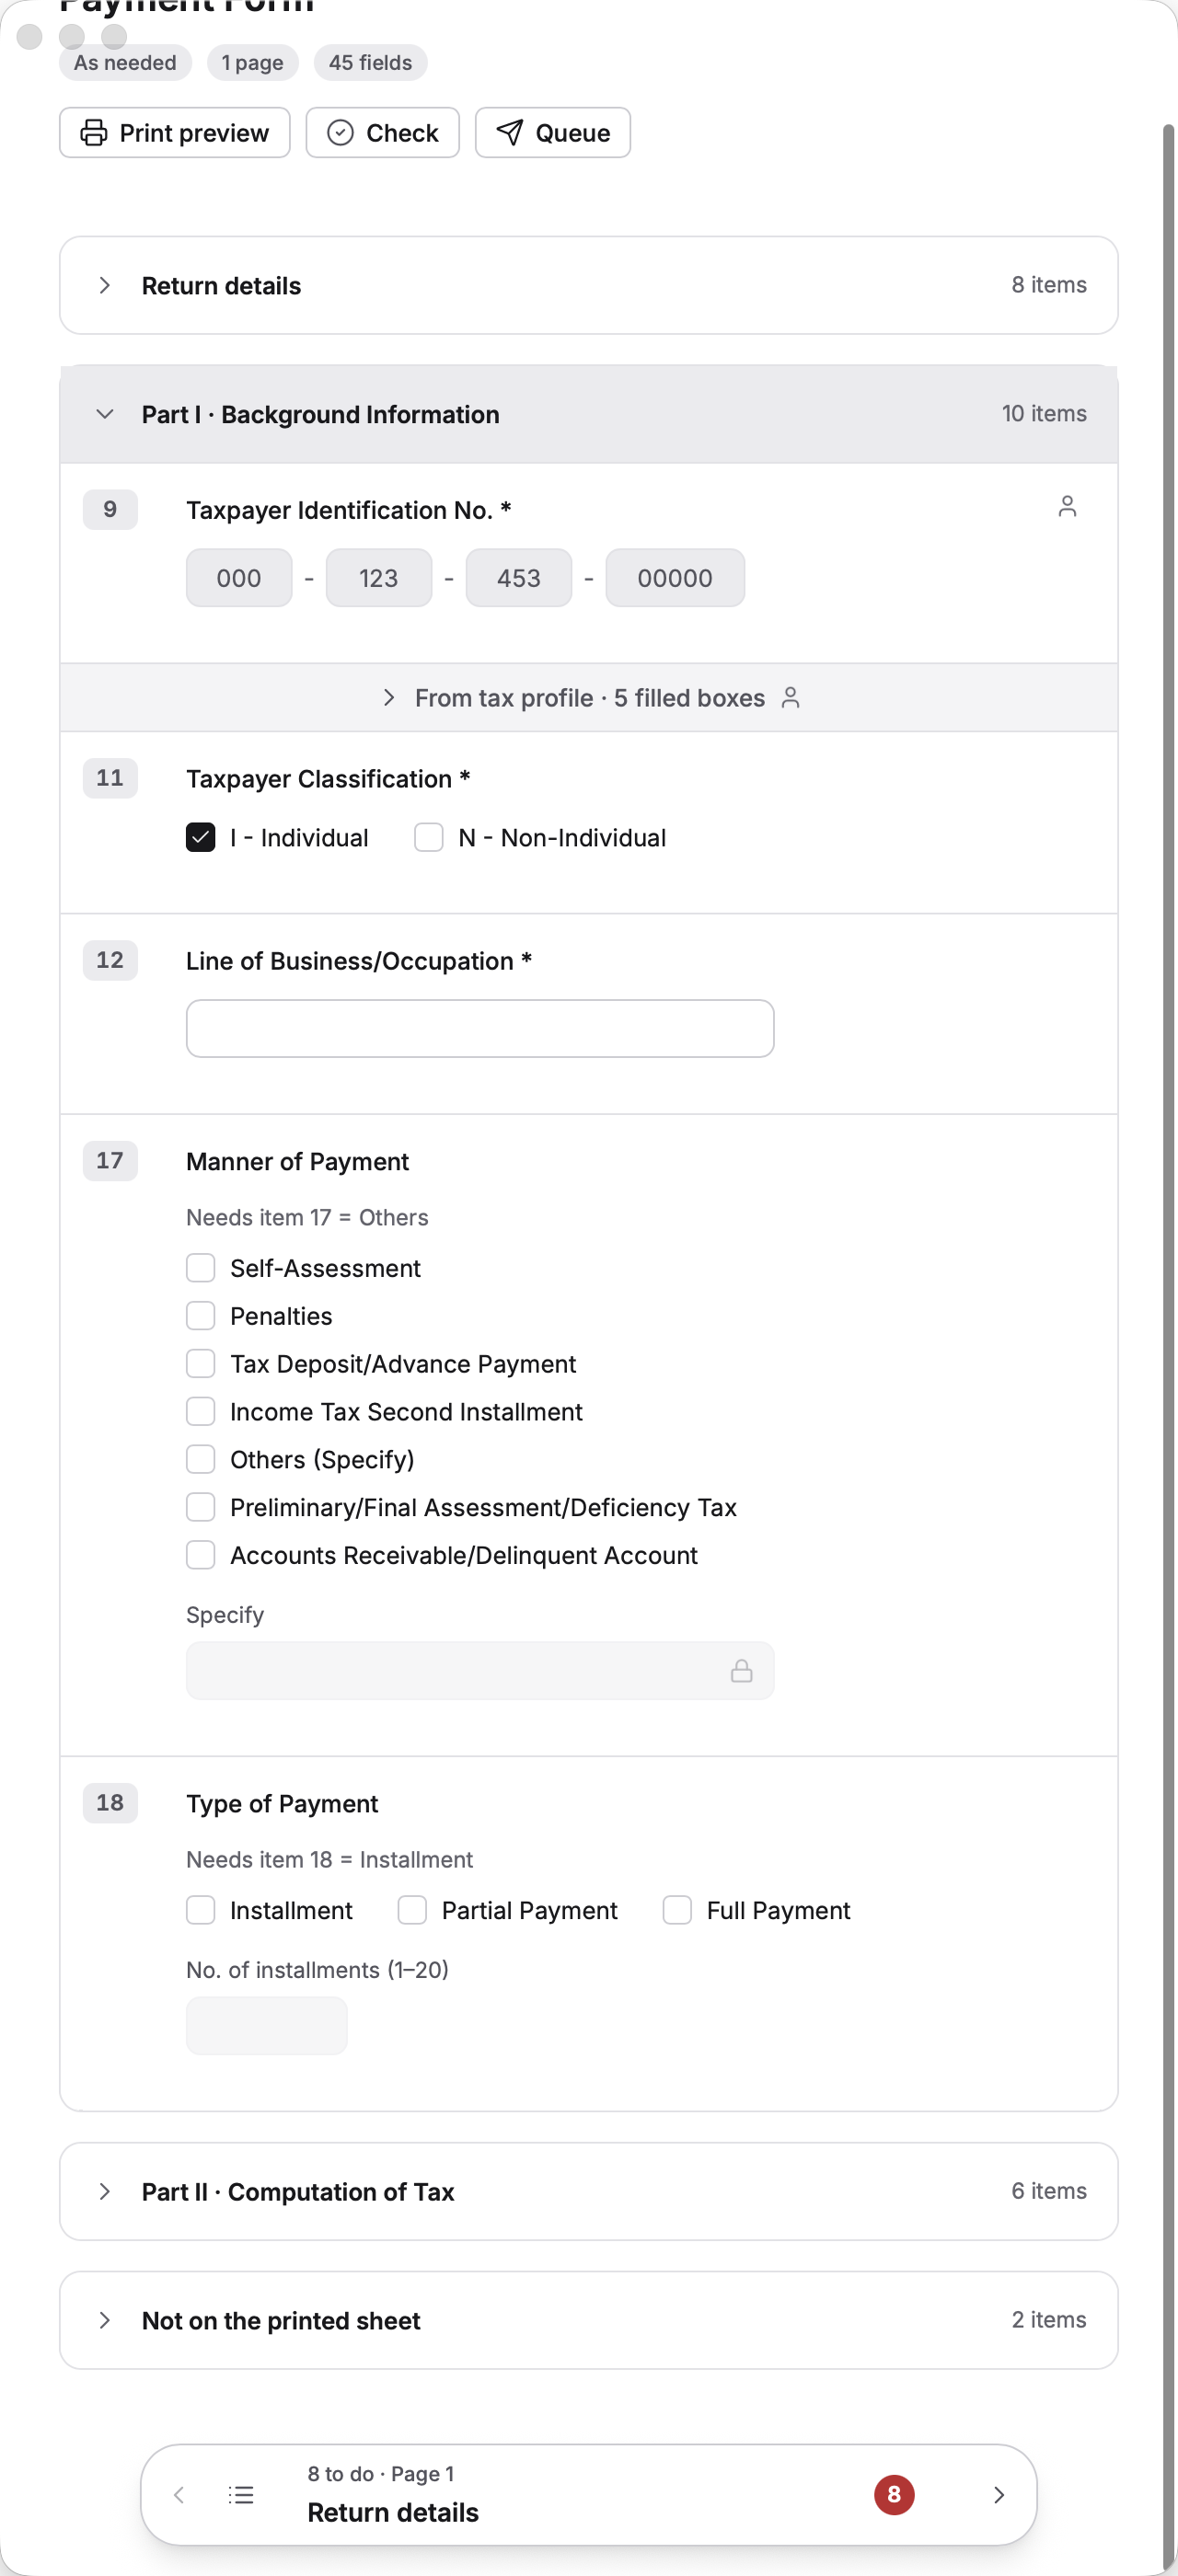 Payment Form
As needed 1 page 45 fields
Print preview Check Queue
Return details 8 items
Part I · Background Information 10 items
9 Taxpayer Identification No. *
000 - 123 - 453 - 00000
From tax profile · 5 filled boxes
11 Taxpayer Classification *
I - Individual N - Non-Individual
12 Line of Business/Occupation *
17 Manner of Payment
Needs item 17 = Others
Self-Assessment
Penalties
Tax Deposit/Advance Payment
Income Tax Second Installment
Others (Specify)
Preliminary/Final Assessment/Deficiency Tax
Accounts Receivable/Delinquent Account
Specify
18 Type of Payment
Needs item 18 = Installment
Installment Partial Payment Full Payment
No. of installments (1–20)
Part II · Computation of Tax 6 items
Not on the printed sheet 2 items
8 to do · Page 1
Return details 8